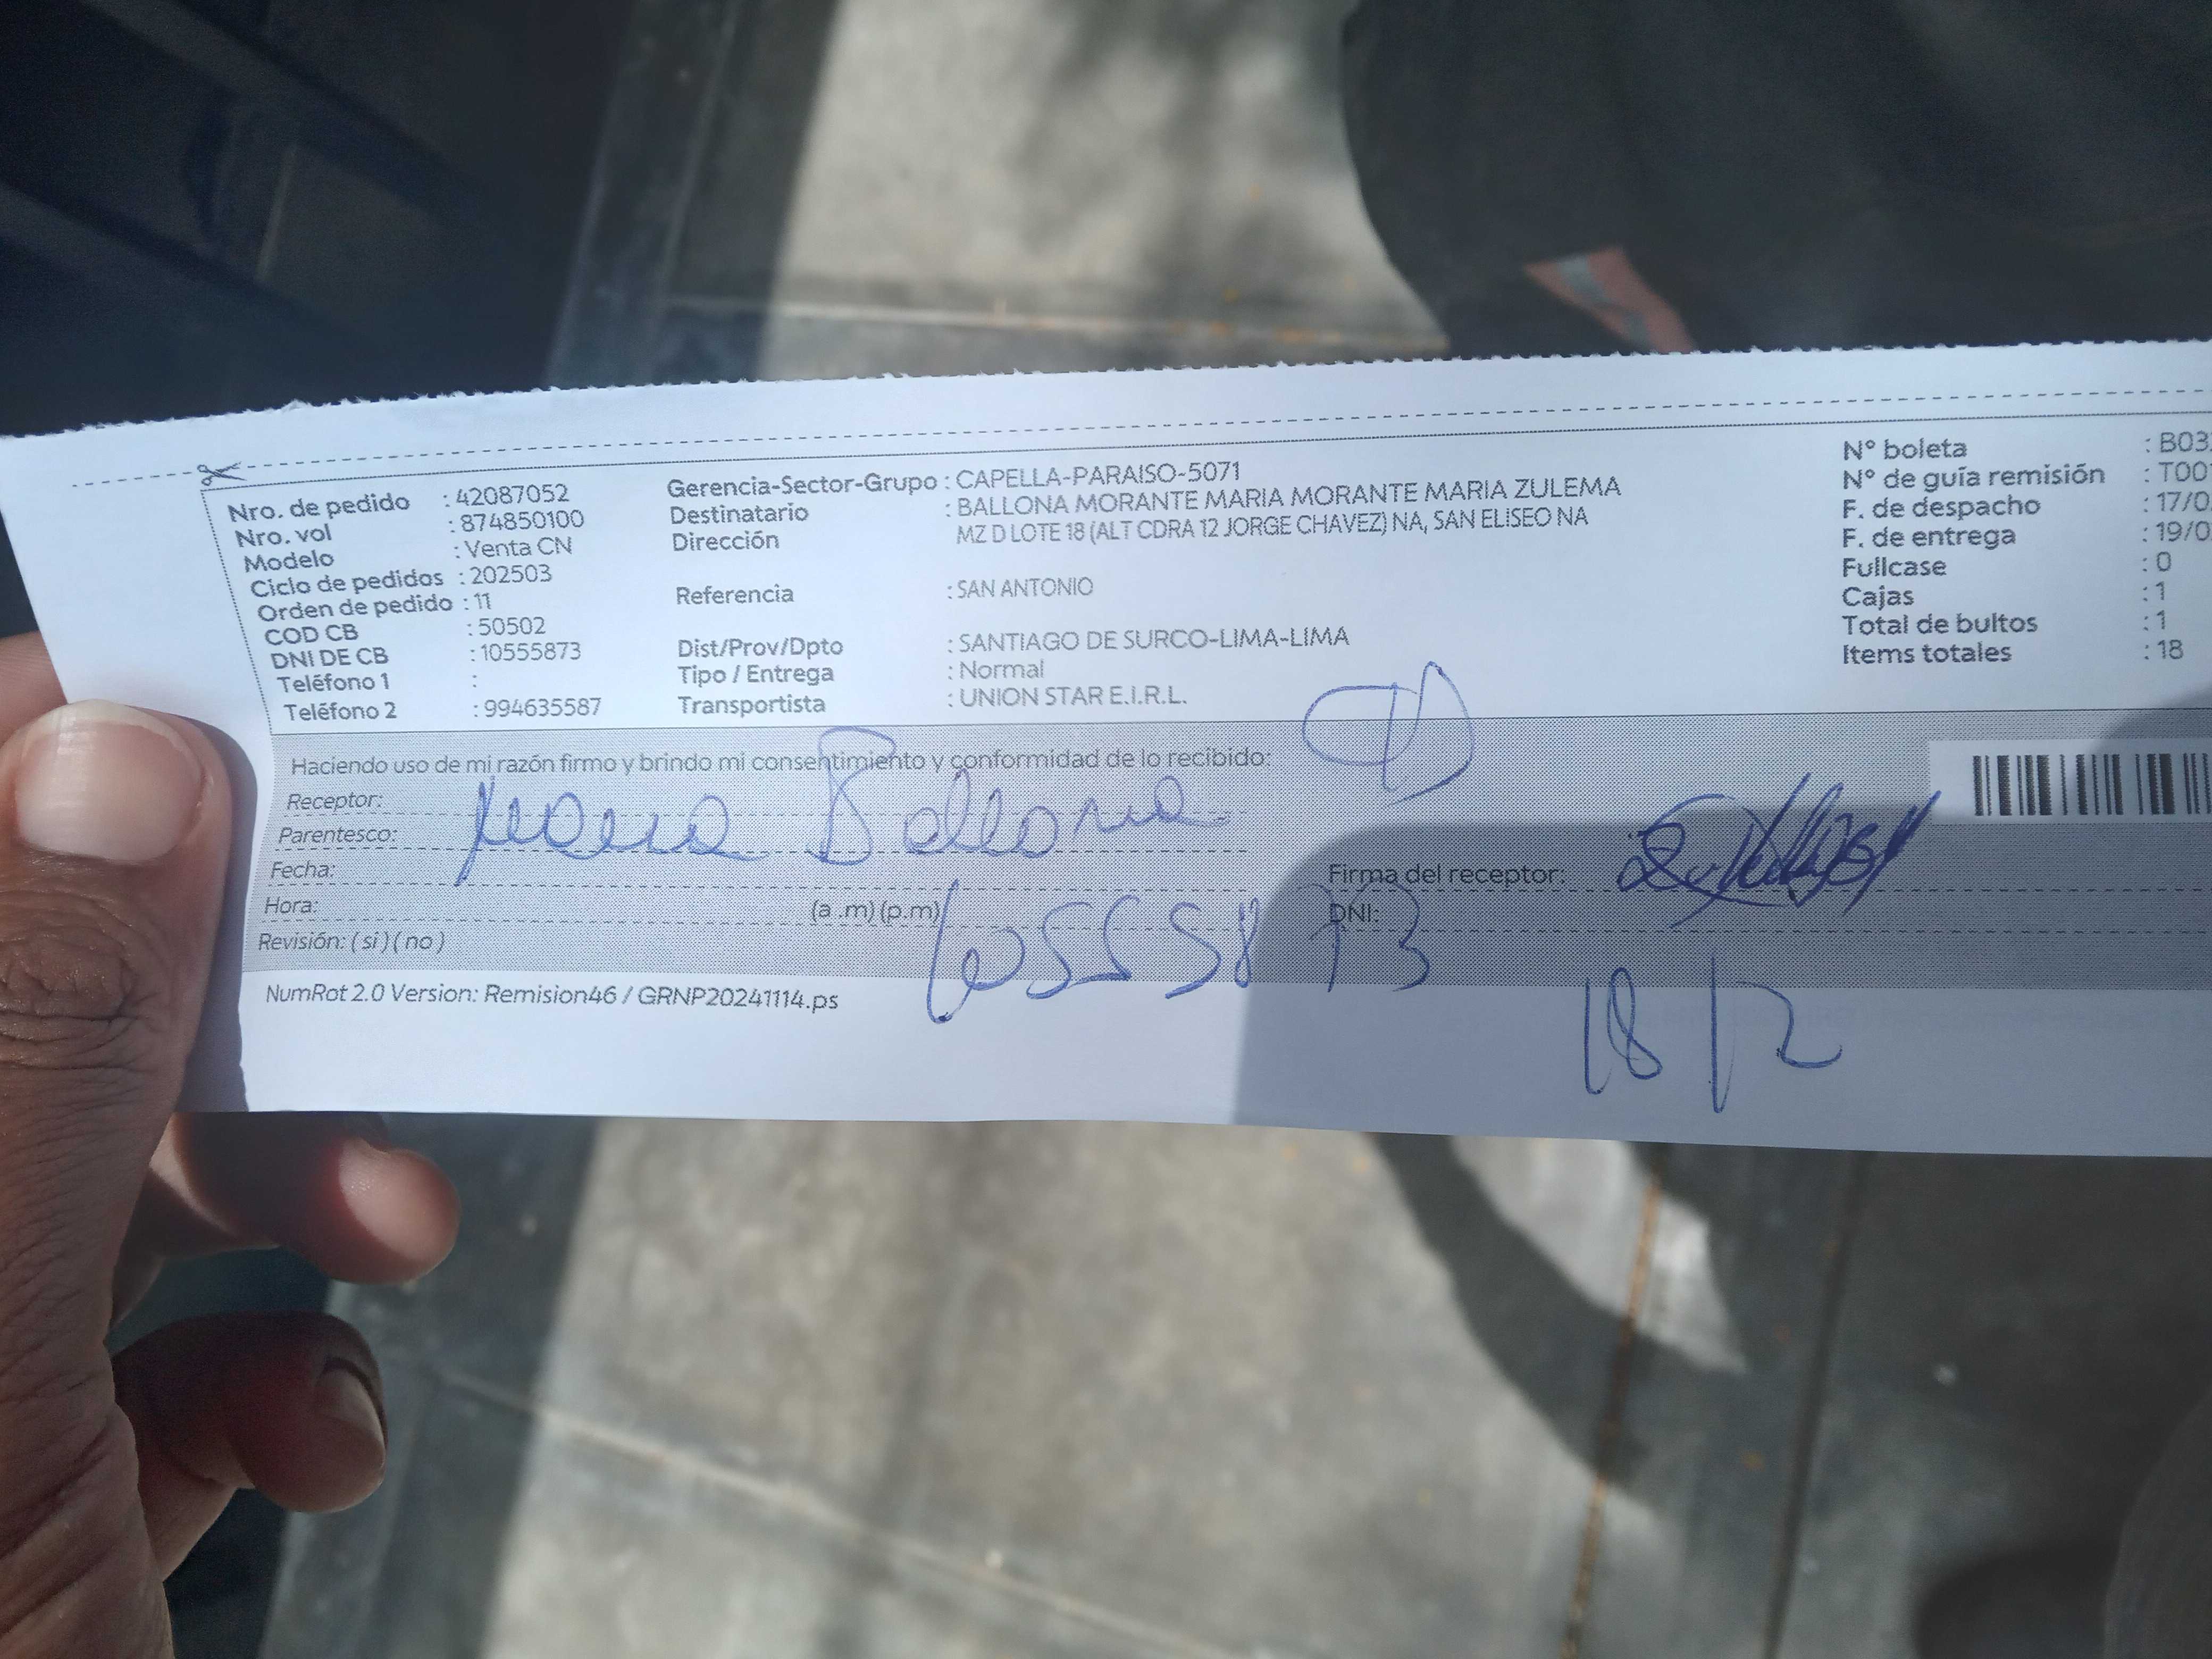 Nro. de pedido : 42087052
Nro. vol : 874850100
Modelo : Venta CN
Ciclo de pedidos : 202503
Orden de pedido : 11
COD CB : 50502
DNI DE CB : 10555873
Teléfono 1 :
Teléfono 2 : 994635587
Gerencia-Sector-Grupo : CAPELLA-PARAISO-5071
Destinatario : BALLONA MORANTE MARIA MORANTE MARIA ZULEMA
Dirección MZ D LOTE 18 (ALT CDRA 12 JORGE CHAVEZ) NA, SAN ELISEO NA
Referencia : SAN ANTONIO
Dist/Prov/Dpto : SANTIAGO DE SURCO-LIMA-LIMA
Tipo / Entrega : Normal
Transportista : UNION STAR E.I.R.L.
N° boleta : B03
N° de guía remisión : T00
F. de despacho : 17/0
F. de entrega : 19/0
Fullcase : 0
Cajas : 1
Total de bultos : 1
Items totales : 18
Haciendo uso de mi razón firmo y brindo mi consentimiento y conformidad de lo recibido:
Receptor:
Parentesco: Maria Ballona
Fecha:
Hora: (a .m) (p.m)
Revisión: ( si ) ( no )
Firma del receptor:
DNI:
10555873
18/2
NumRot 2.0 Version: Remision46 / GRNP20241114.ps